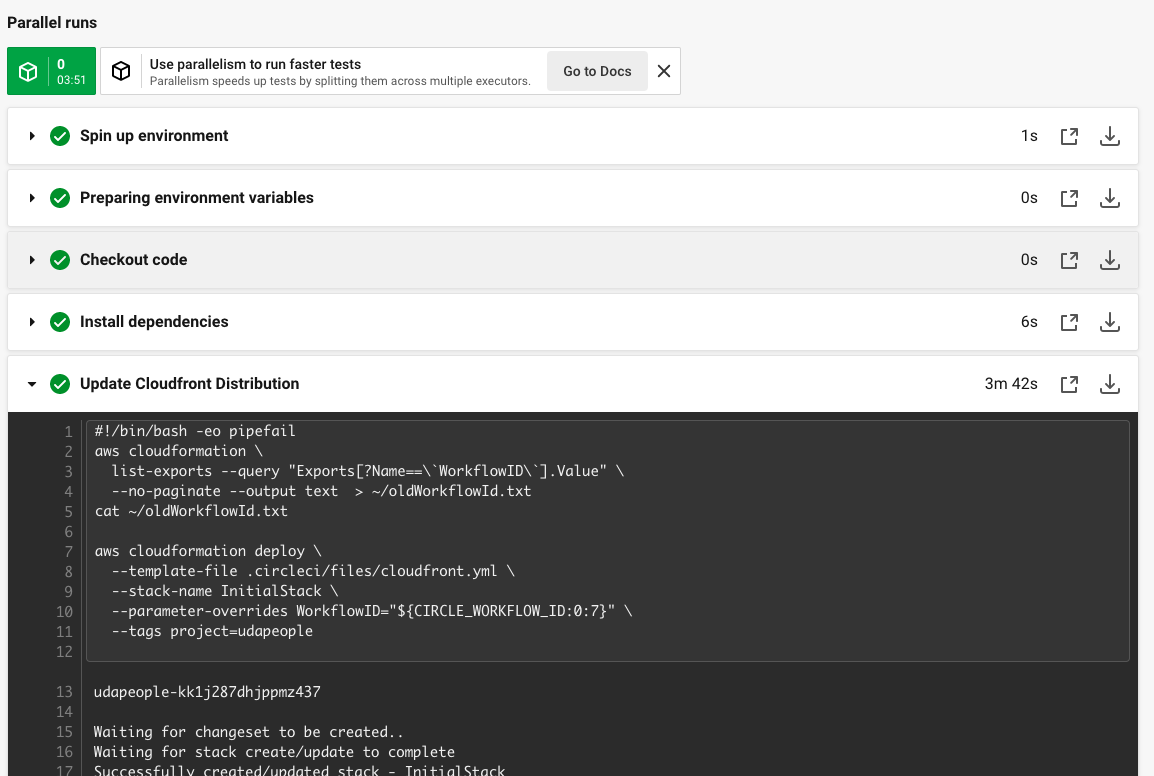 Parallel runs
0
03:51
Use parallelism to run faster tests
Parallelism speeds up tests by splitting them across multiple executors.
Go to Docs
Spin up environment 1s
Preparing environment variables 0s
Checkout code 0s
Install dependencies 6s
Update Cloudfront Distribution 3m 42s
1 #!/bin/bash -eo pipefail
2 aws cloudformation \
3   list-exports --query "Exports[?Name==\`WorkflowID\`].Value" \
4   --no-paginate --output text  > ~/oldWorkflowId.txt
5 cat ~/oldWorkflowId.txt
6
7 aws cloudformation deploy \
8   --template-file .circleci/files/cloudfront.yml \
9   --stack-name InitialStack \
10   --parameter-overrides WorkflowID="${CIRCLE_WORKFLOW_ID:0:7}" \
11   --tags project=udapeople
12
13 udapeople-kk1j287dhjppmz437
14
15 Waiting for changeset to be created..
16 Waiting for stack create/update to complete
17 Successfully created/updated stack - InitialStack